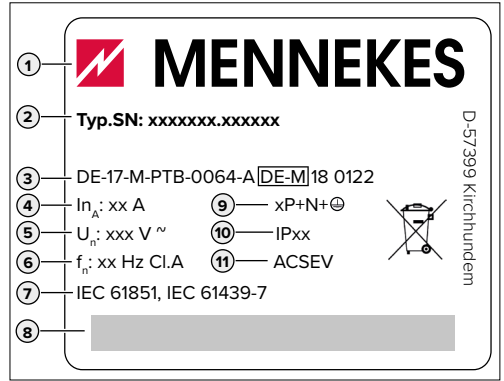 1 MENNEKES
2 Typ.SN: xxxxxxx.xxxxxx
3 DE-17-M-PTB-0064-A DE-M 18 0122
4 In_A: xx A 9 xP+N+⏚
5 U_n: xxx V ~ 10 IPxx
6 f_n: xx Hz Cl.A 11 ACSEV
7 IEC 61851, IEC 61439-7
8
D-57399 Kirchhundem